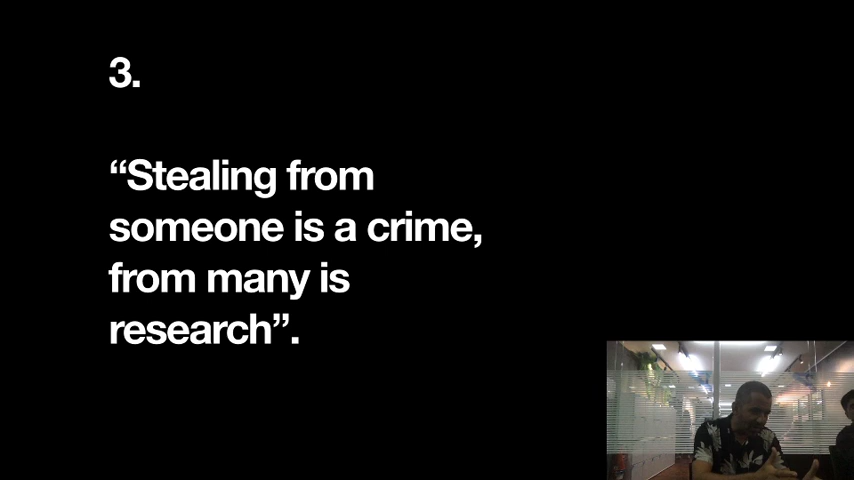 3.
“Stealing from
someone is a crime,
from many is
research”.